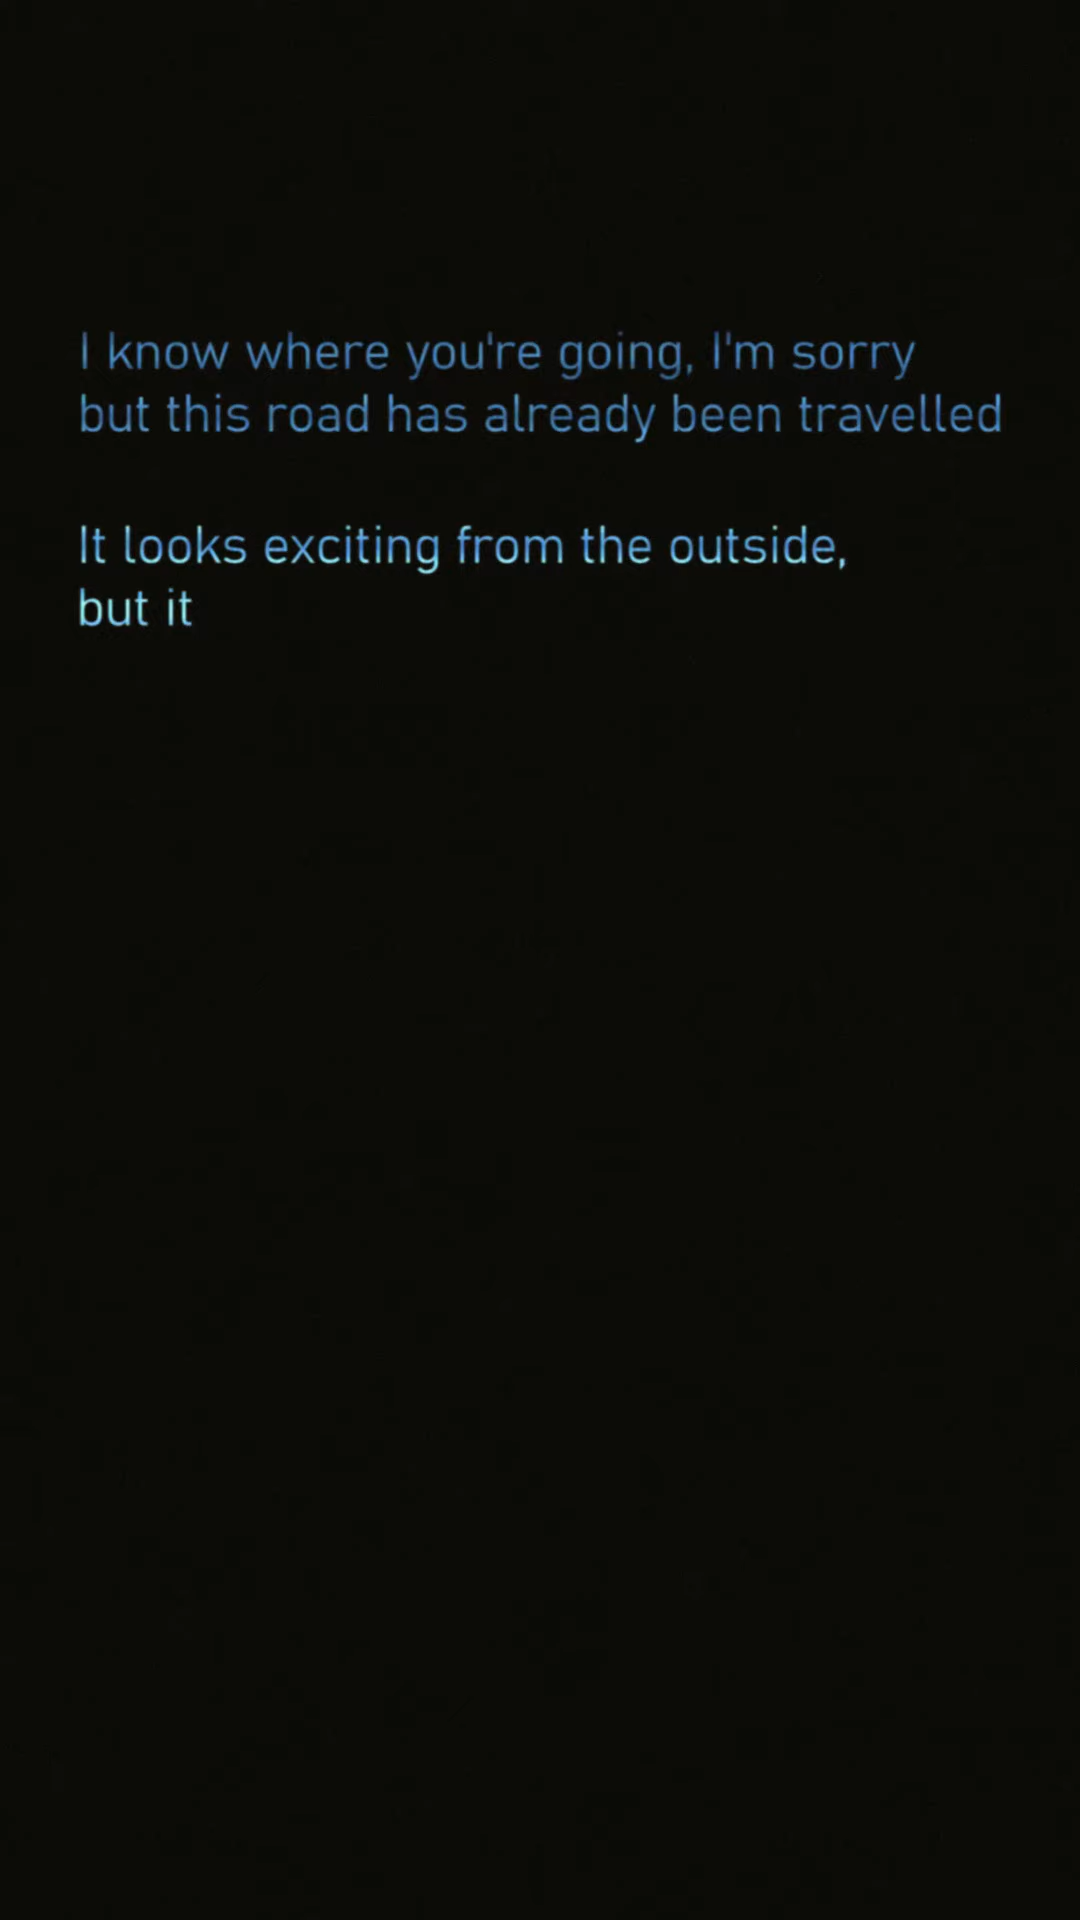 I know where you're going, I'm sorry
but this road has already been travelled
It looks exciting from the outside,
but it